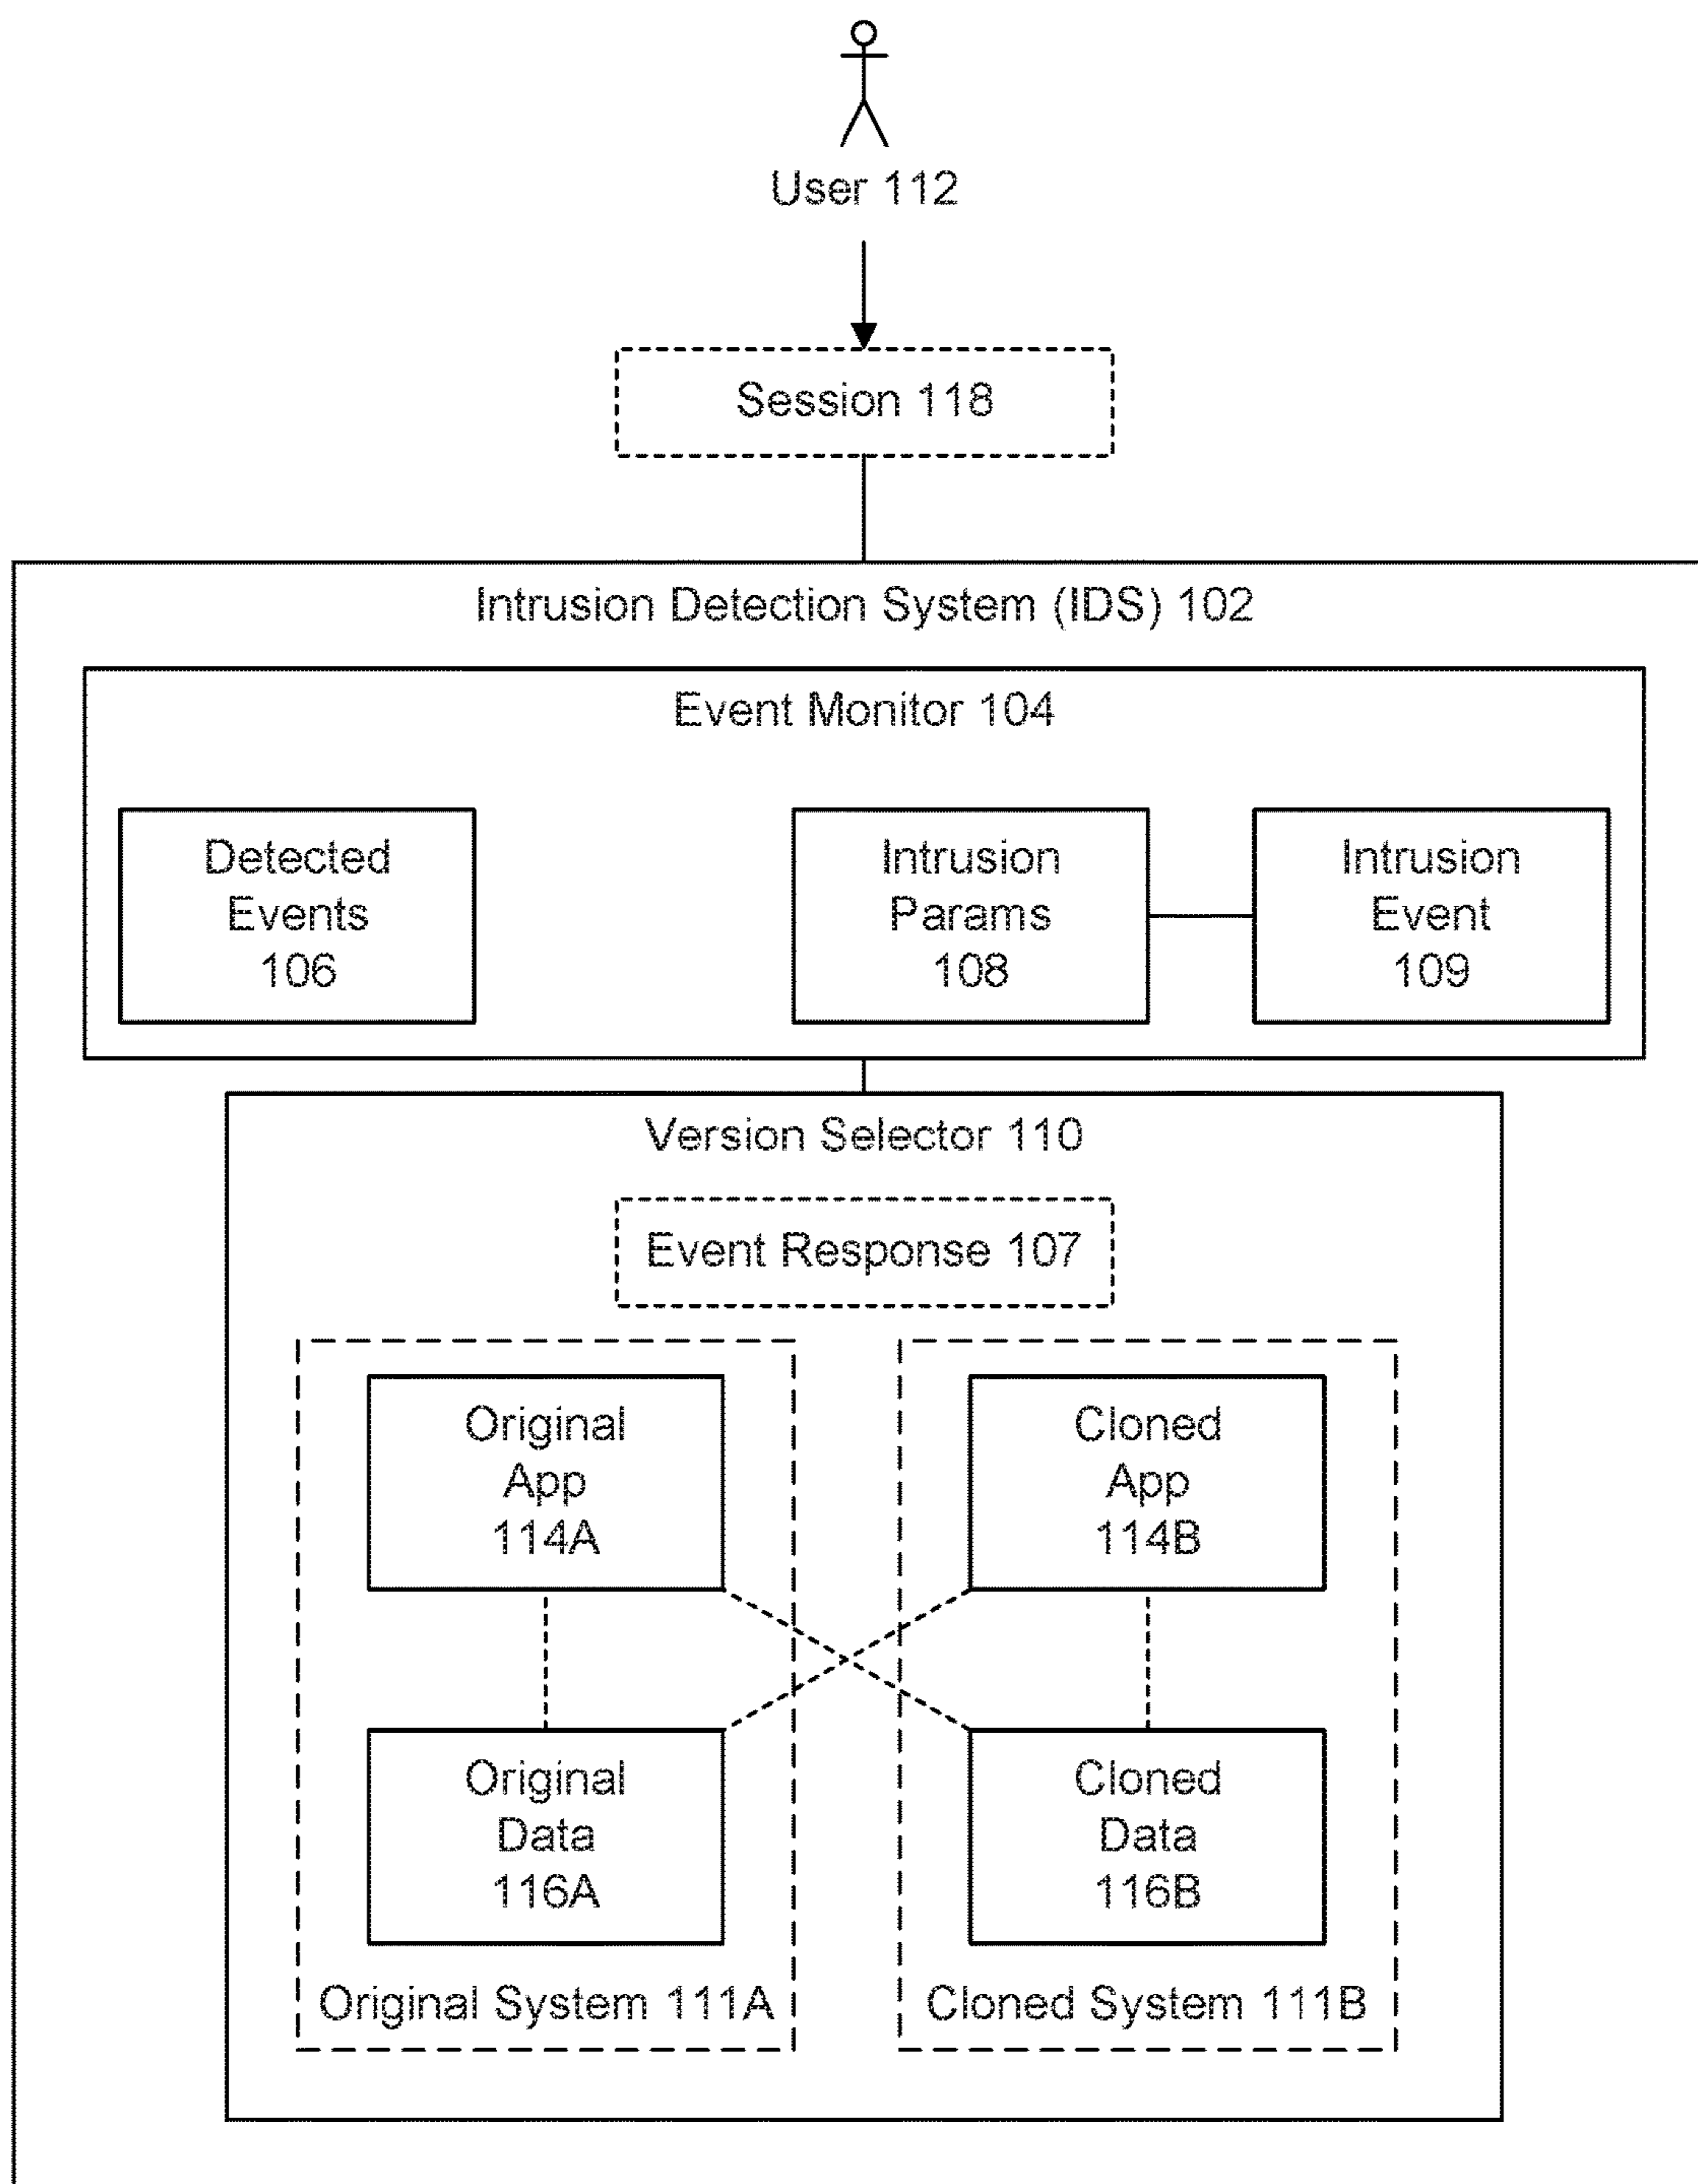 User 112
Session 118
Intrusion Detection System (IDS) 102
Event Monitor 104
Detected
Events
106
Intrusion
Params
108
Intrusion
Event
109
Version Selector 110
Event Response 107
Original
App
114A
Cloned
App
114B
Original
Data
116A
Cloned
Data
116B
Original System 111A
Cloned System 111B